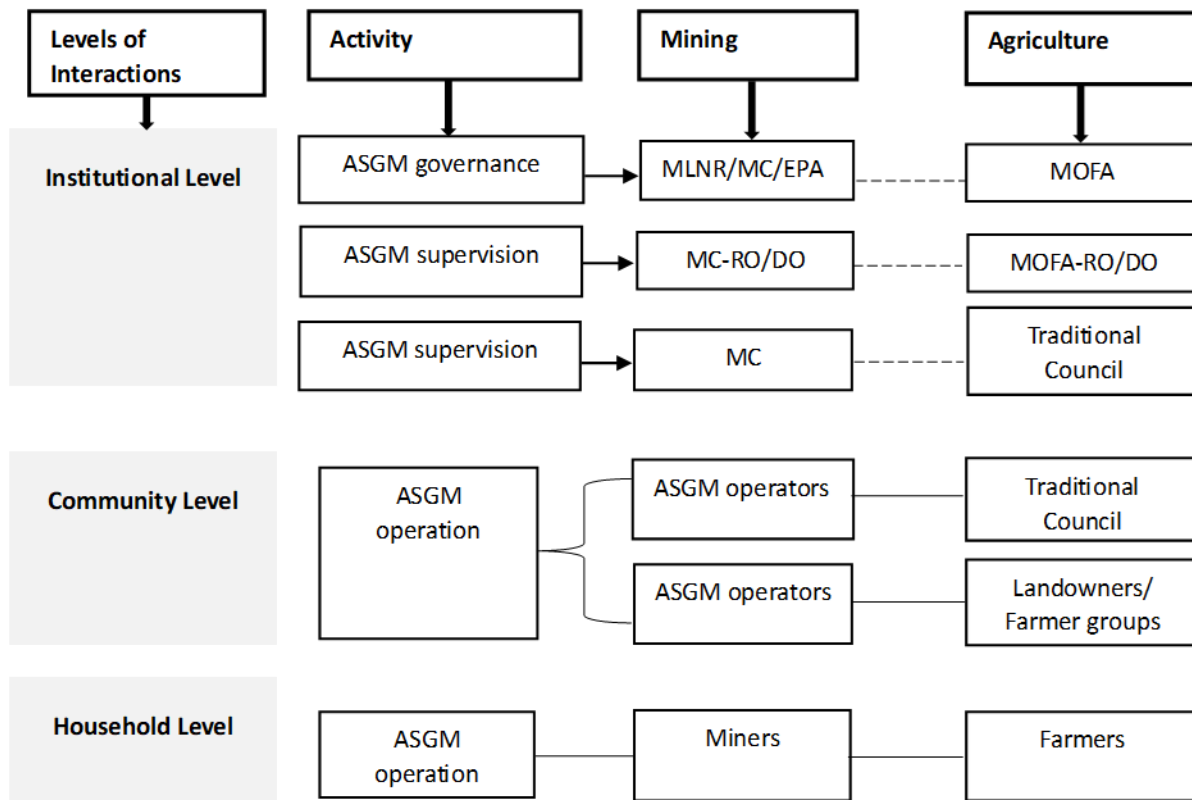 Levels of
Interactions
Activity
Mining
Agriculture
Institutional Level
ASGM governance
MLNR/MC/EPA
MOFA
ASGM supervision
MC-RO/DO
MOFA-RO/DO
ASGM supervision
MC
Traditional
Council
Community Level
ASGM
operation
ASGM operators
Traditional
Council
ASGM operators
Landowners/
Farmer groups
Household Level
ASGM
operation
Miners
Farmers